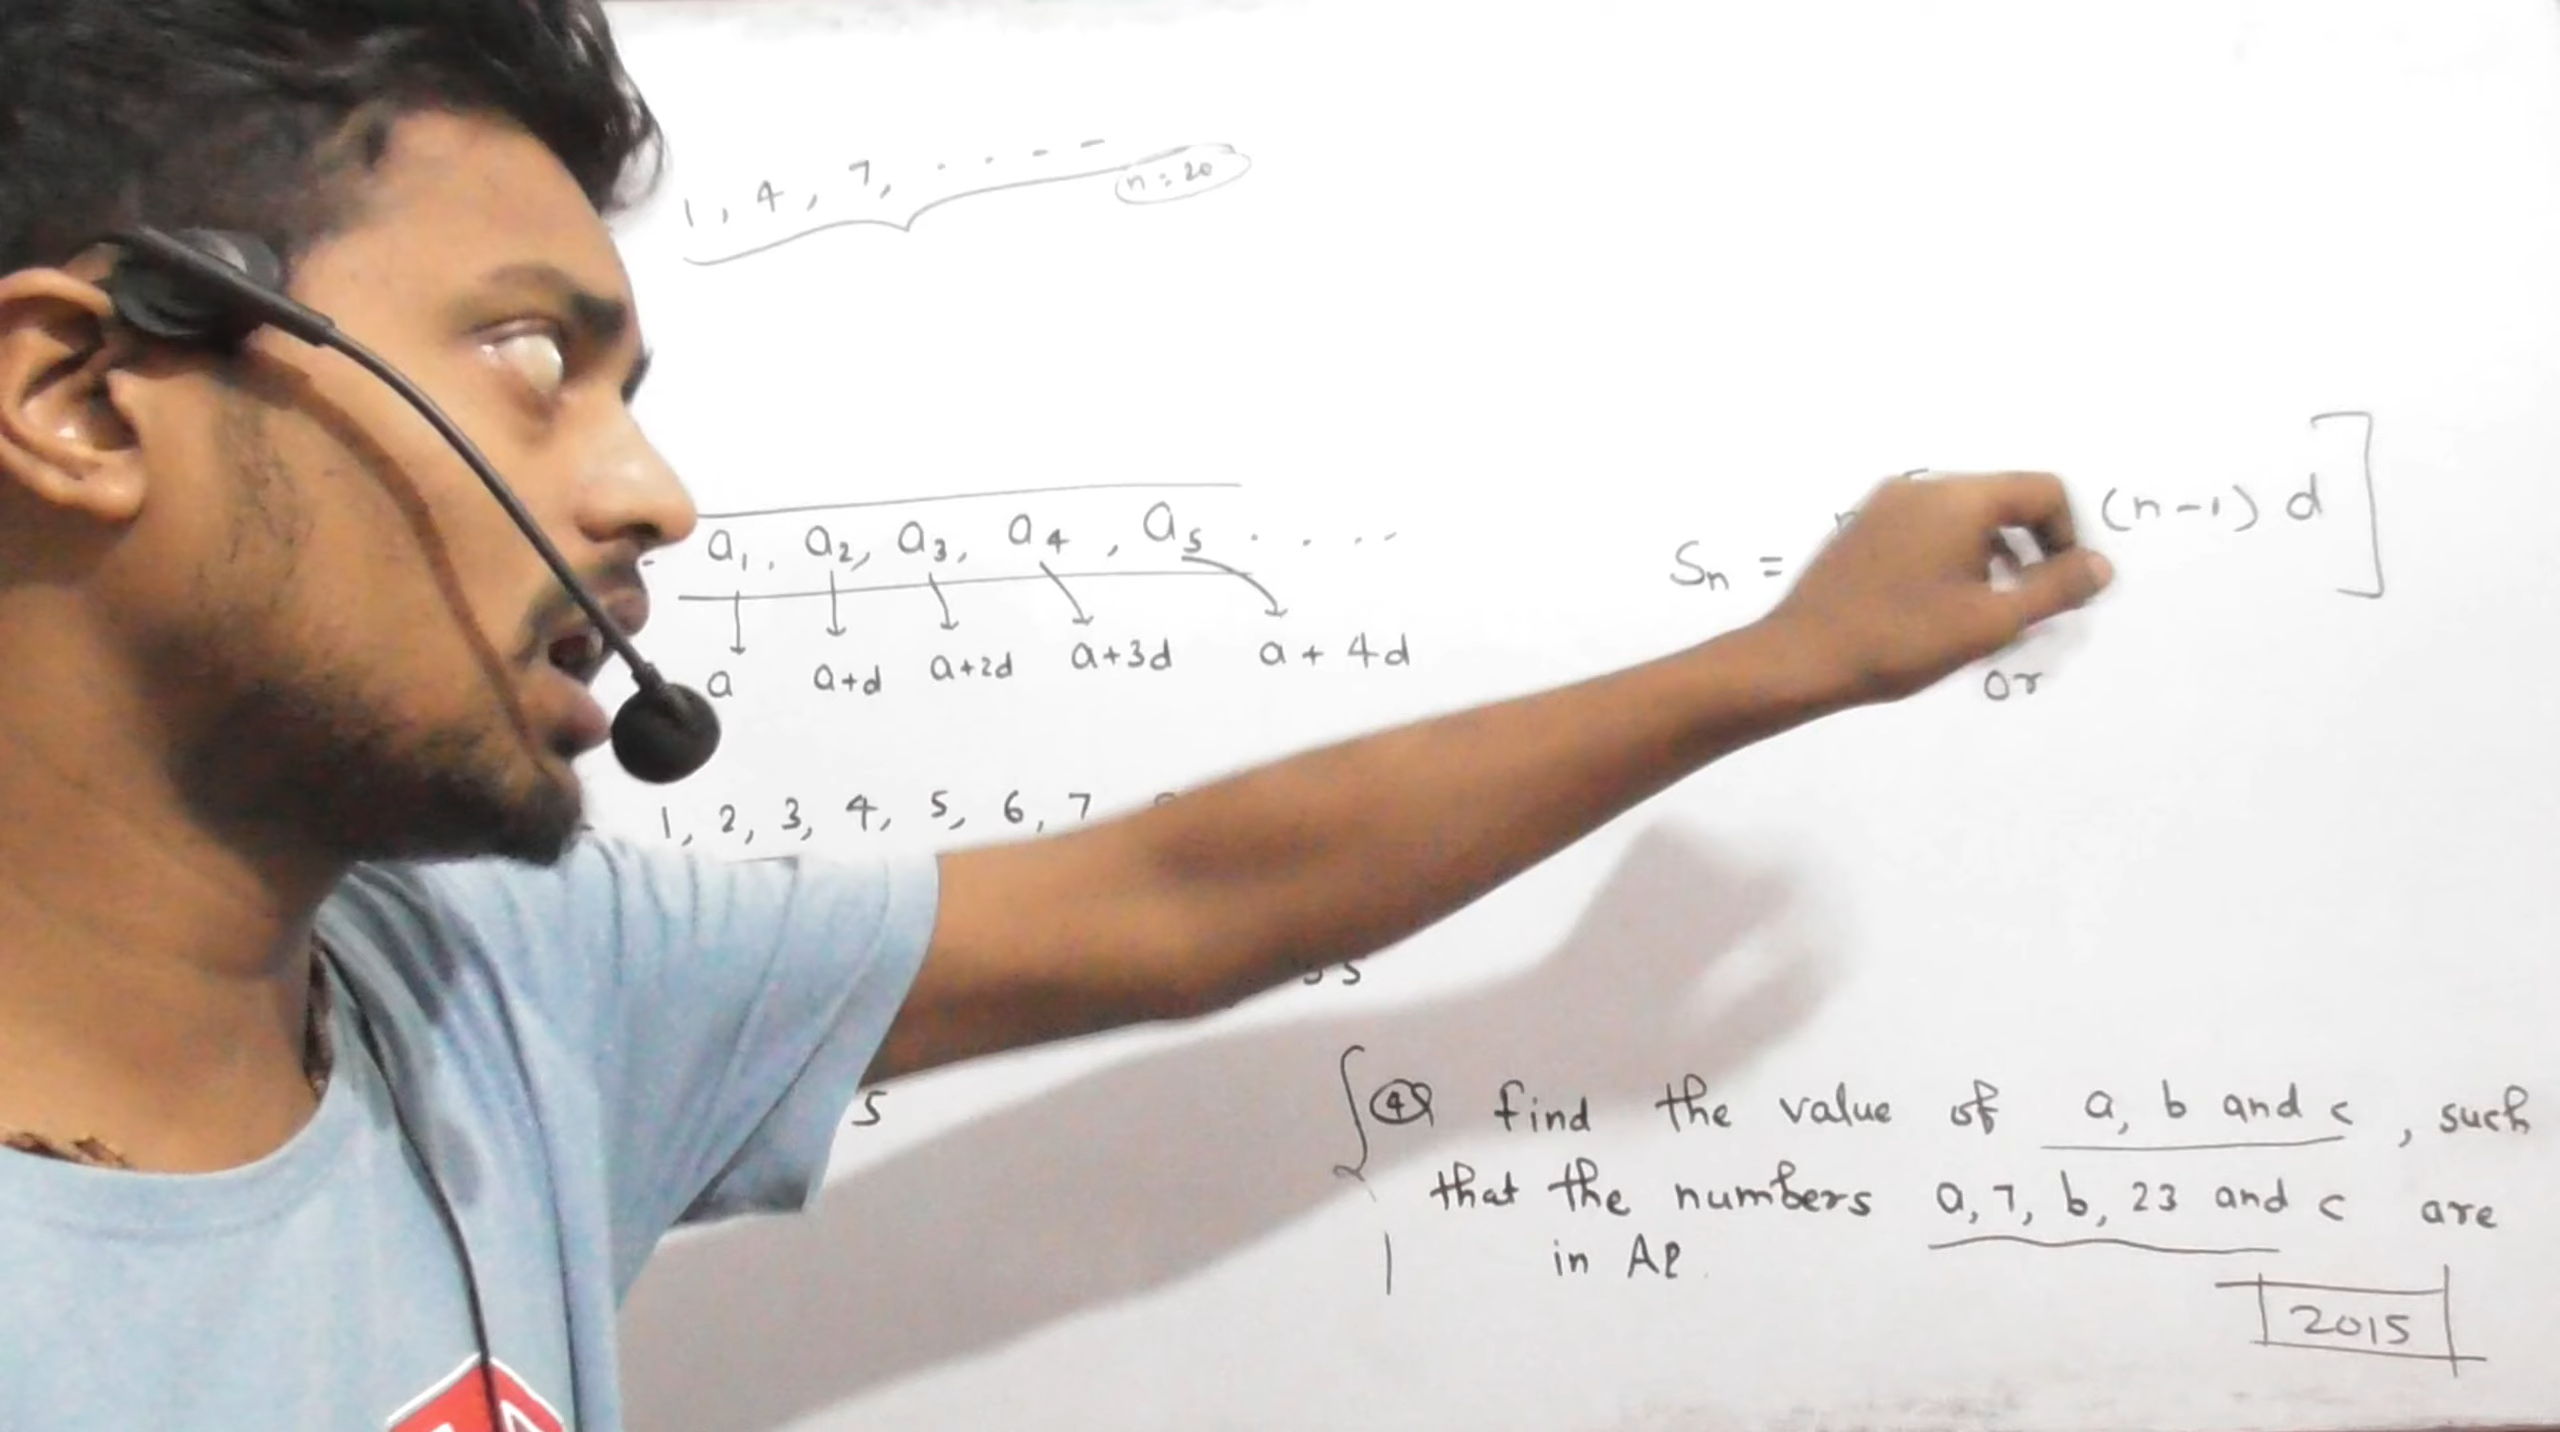 1, 4, 7, . . - -
n = 20
a1, a2, a3, a4, a5 . . . .
a a+d a+2d a+3d a + 4d
Sn = (n-1) d ]
or
1, 2, 3, 4, 5, 6, 7
5
④Q find the value of a, b and c, such
that the numbers a, 7, b, 23 and c are
in AP
2015